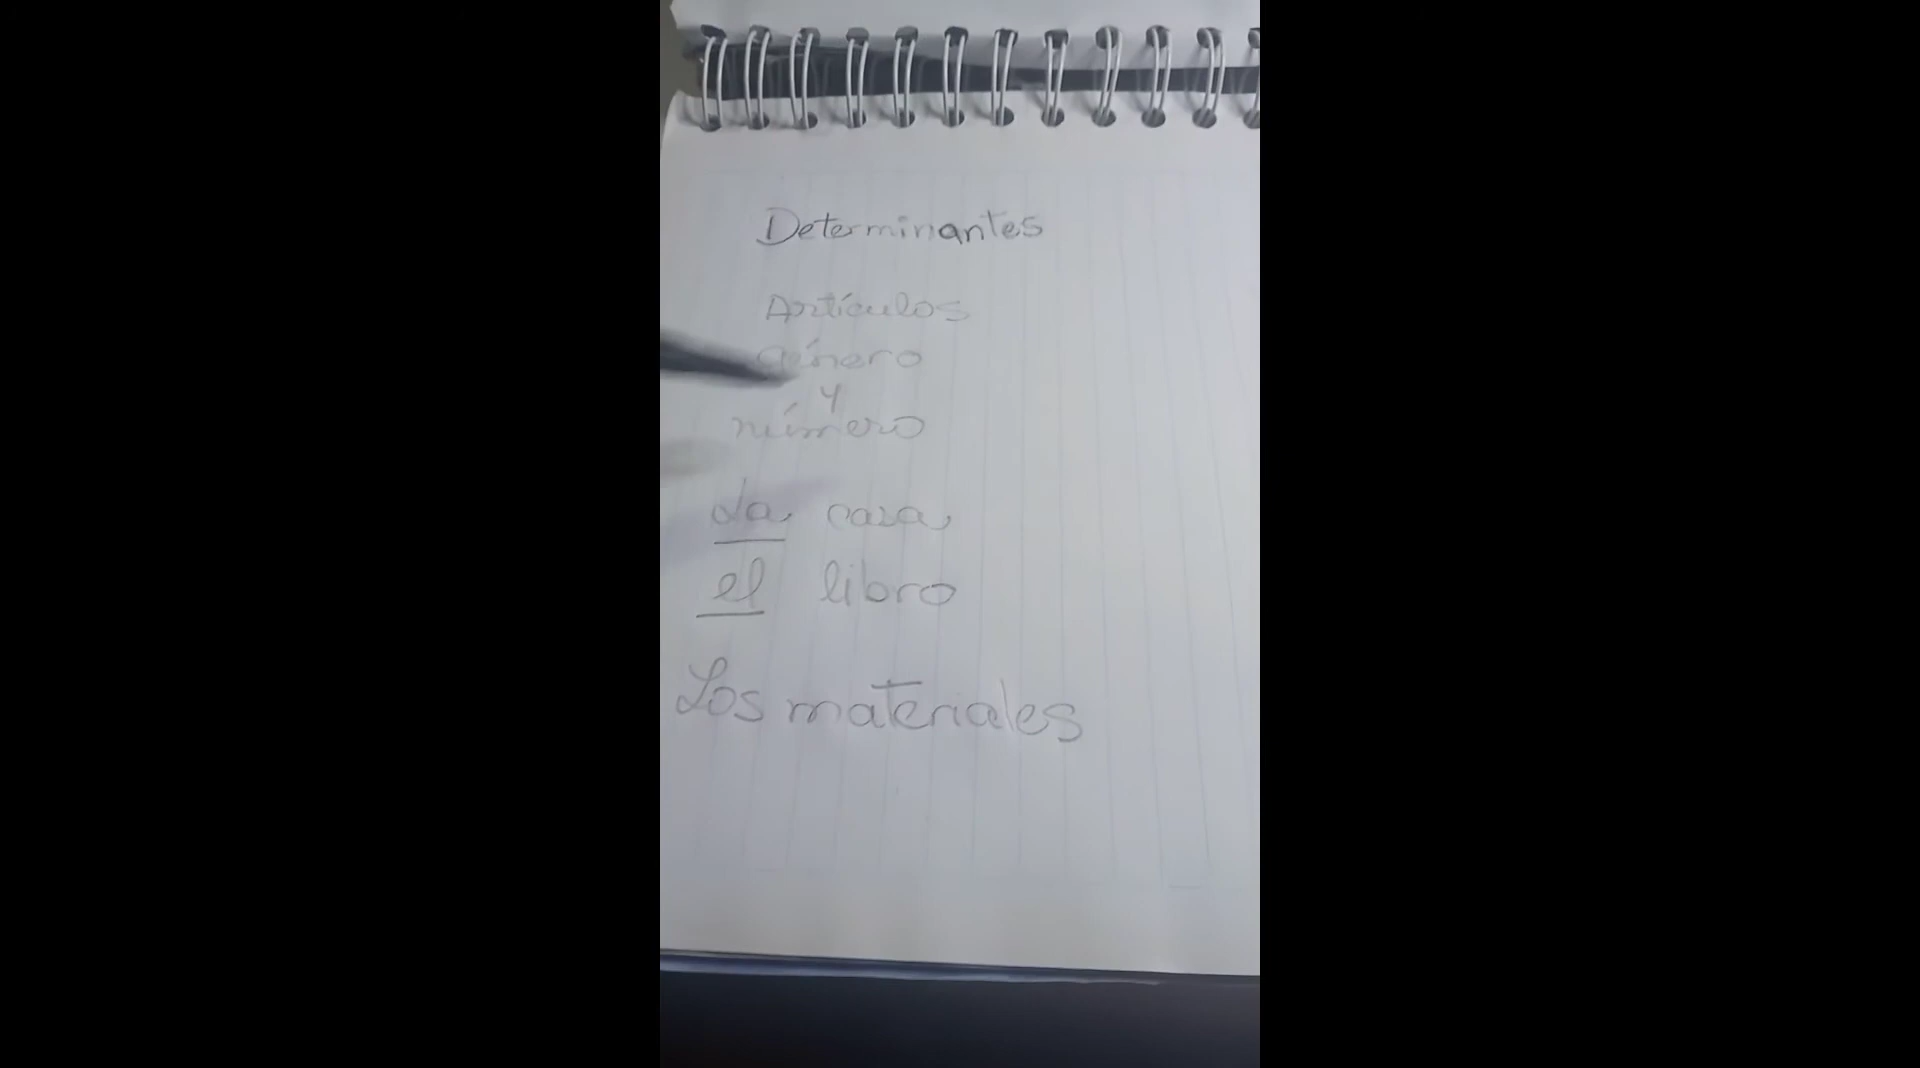 Determinantes
Artículos
género
y
número
La casa
el libro
Los materiales